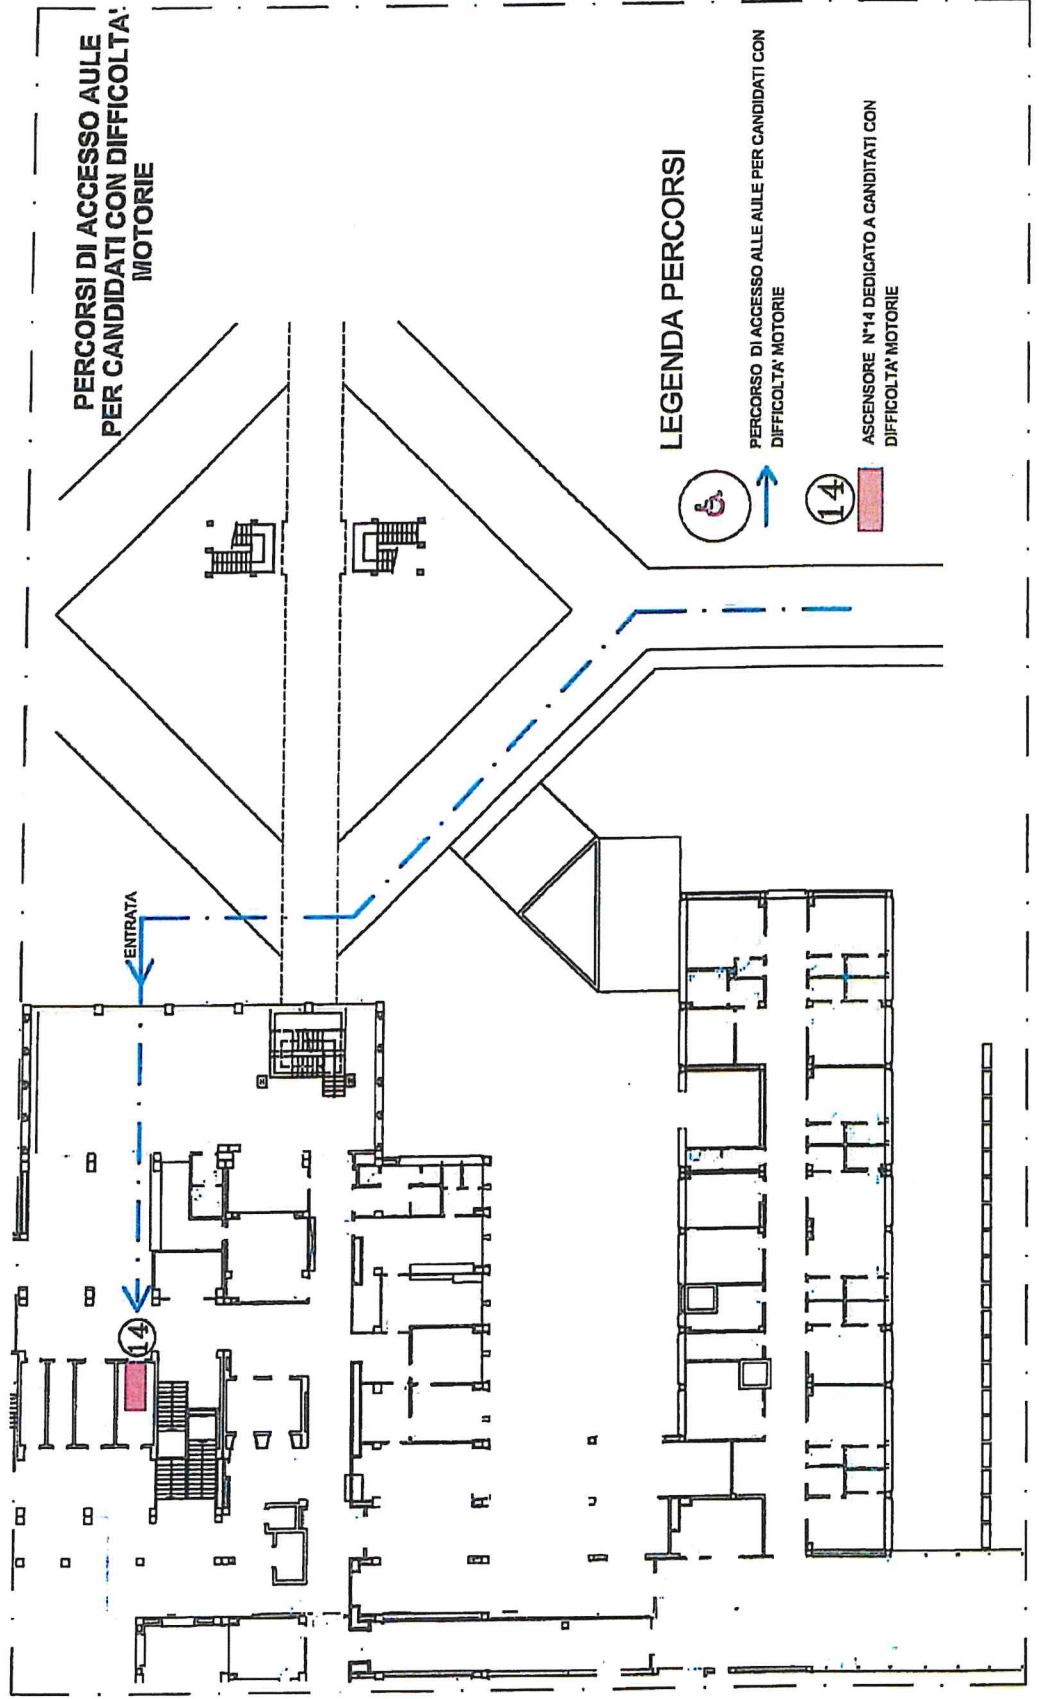 PERCORSI DI ACCESSO AULE
PER CANDIDATI CON DIFFICOLTA'
MOTORIE
ENTRATA
14
LEGENDA PERCORSI
PERCORSO DI ACCESSO ALLE AULE PER CANDIDATI CON
DIFFICOLTA' MOTORIE
14
ASCENSORE N°14 DEDICATO A CANDITATI CON
DIFFICOLTA' MOTORIE